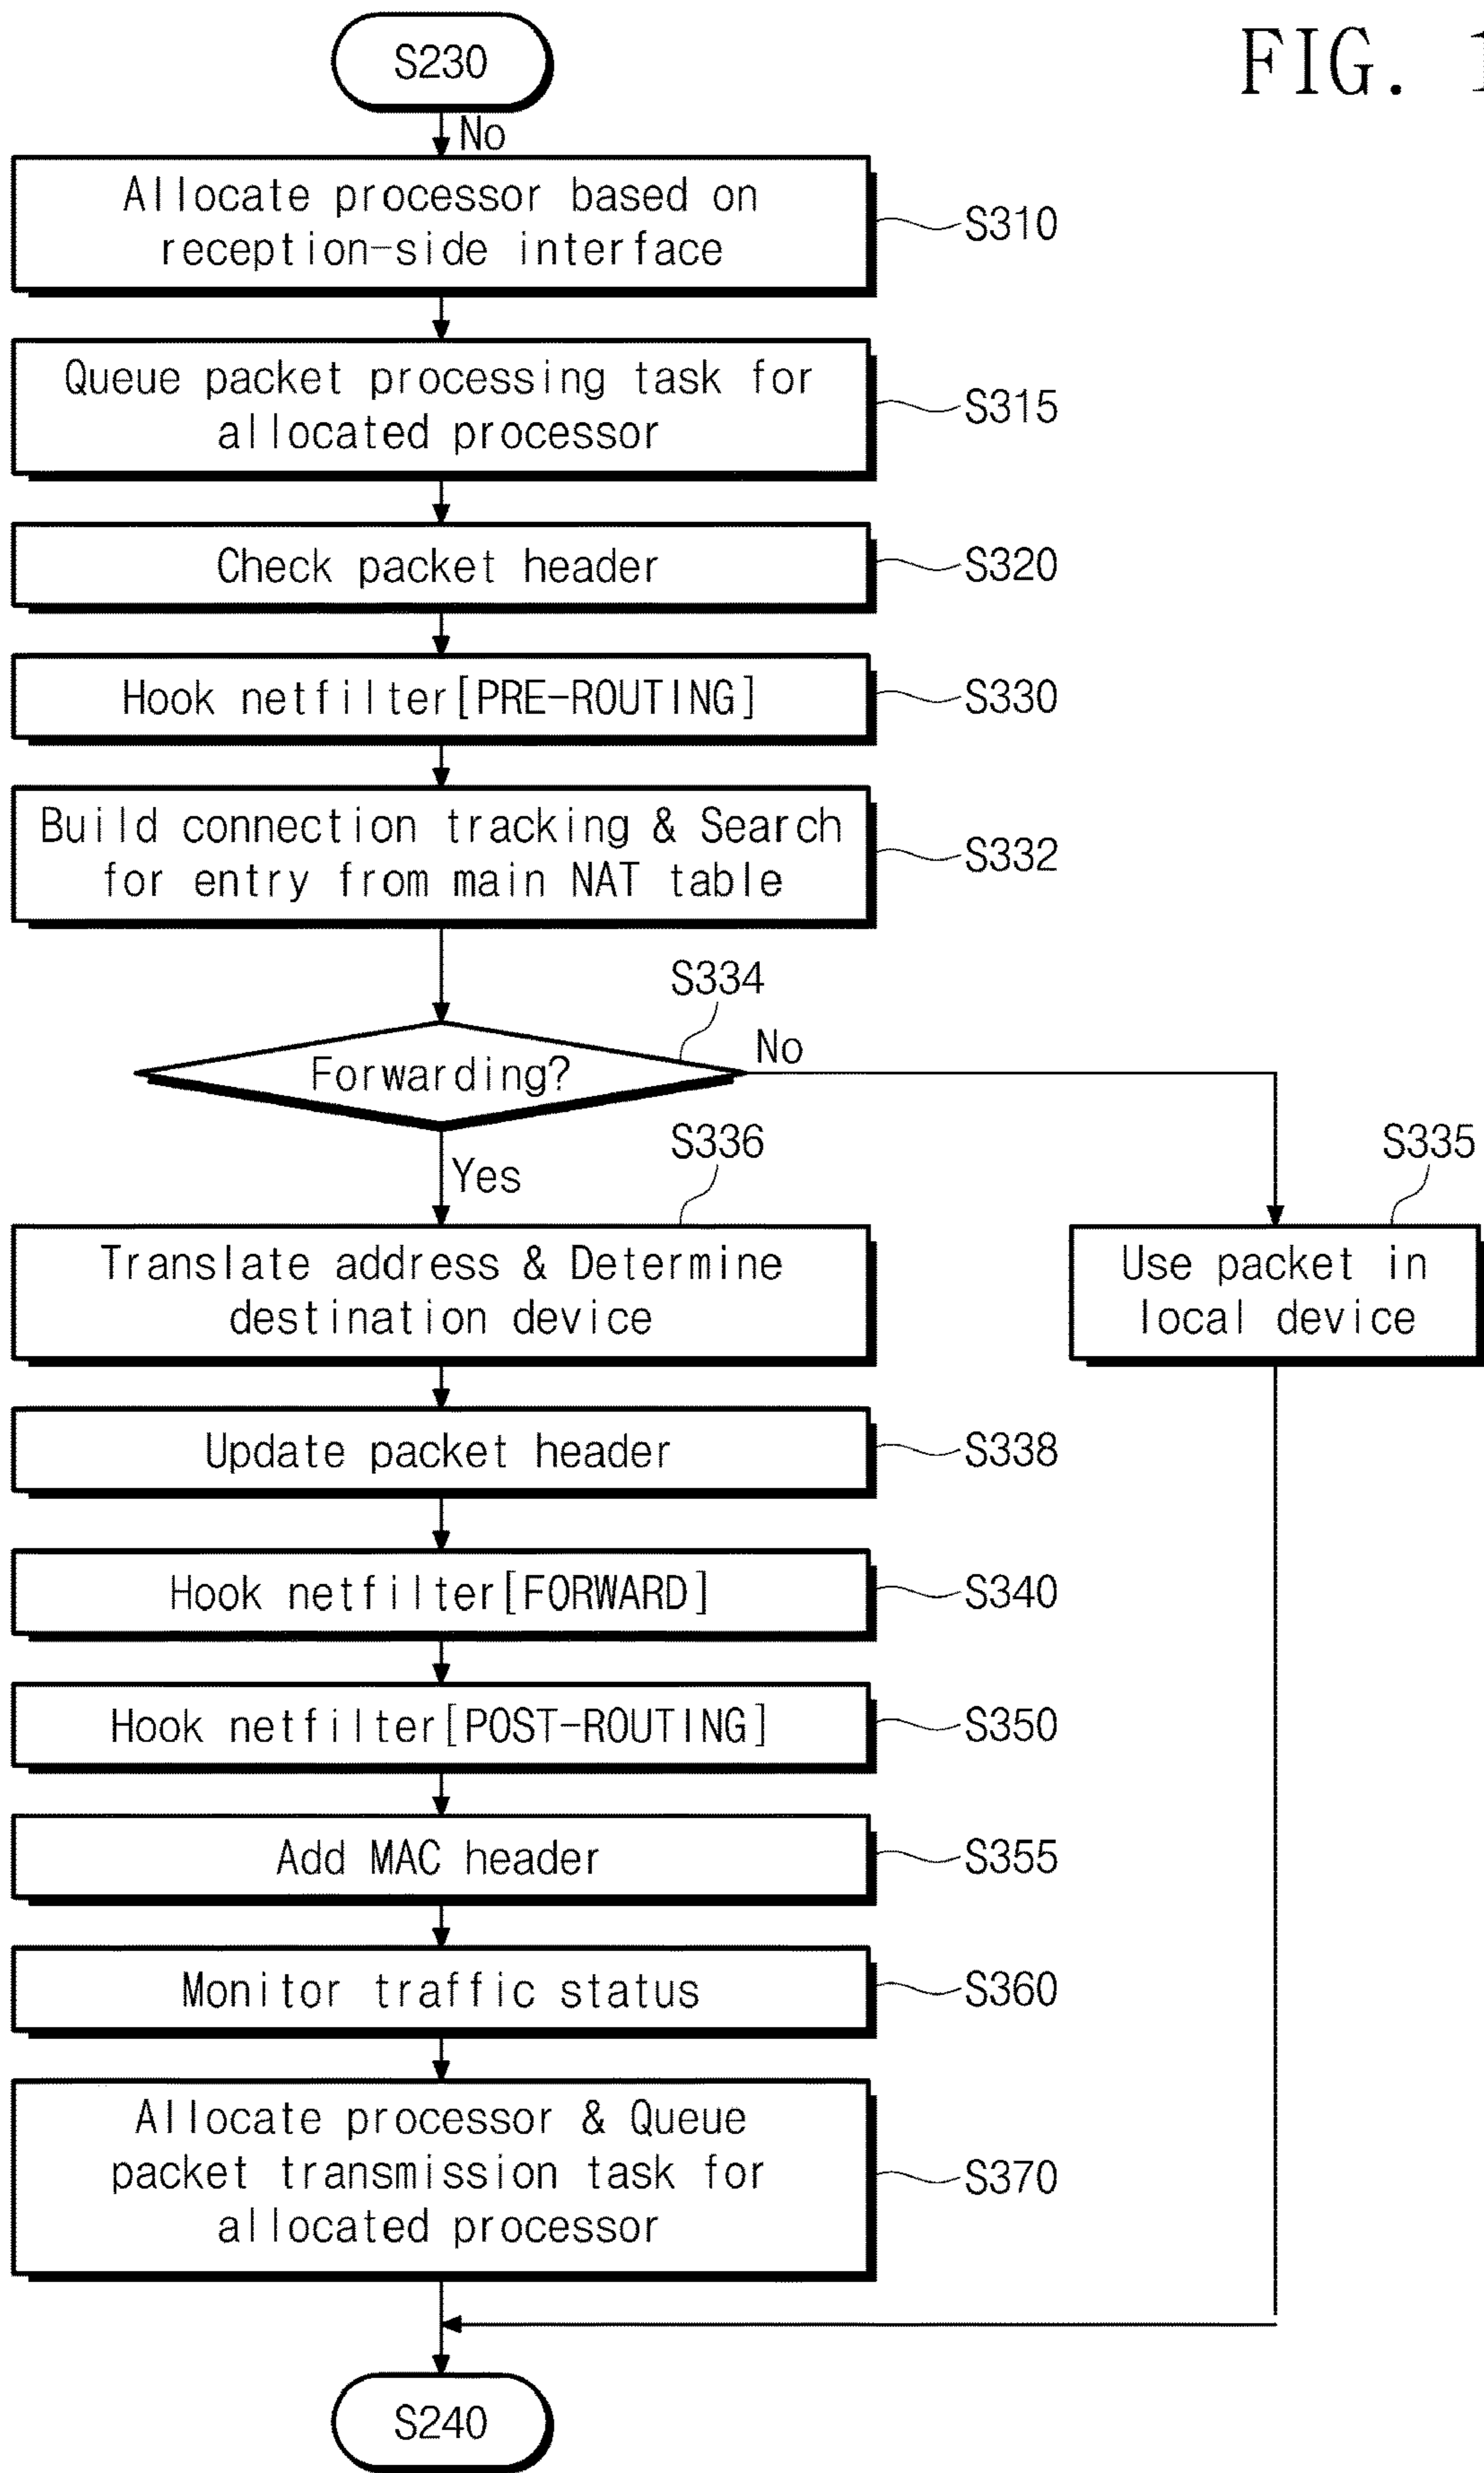 FIG. 1
S230
No
Allocate processor based on
reception-side interface
S310
Queue packet processing task for
allocated processor
S315
Check packet header
S320
Hook netfilter[PRE-ROUTING]
S330
Build connection tracking & Search
for entry from main NAT table
S332
S334
Forwarding?
No
Yes
S336
S335
Translate address & Determine
destination device
Use packet in
local device
Update packet header
S338
Hook netfilter[FORWARD]
S340
Hook netfilter[POST-ROUTING]
S350
Add MAC header
S355
Monitor traffic status
S360
Allocate processor & Queue
packet transmission task for
allocated processor
S370
S240